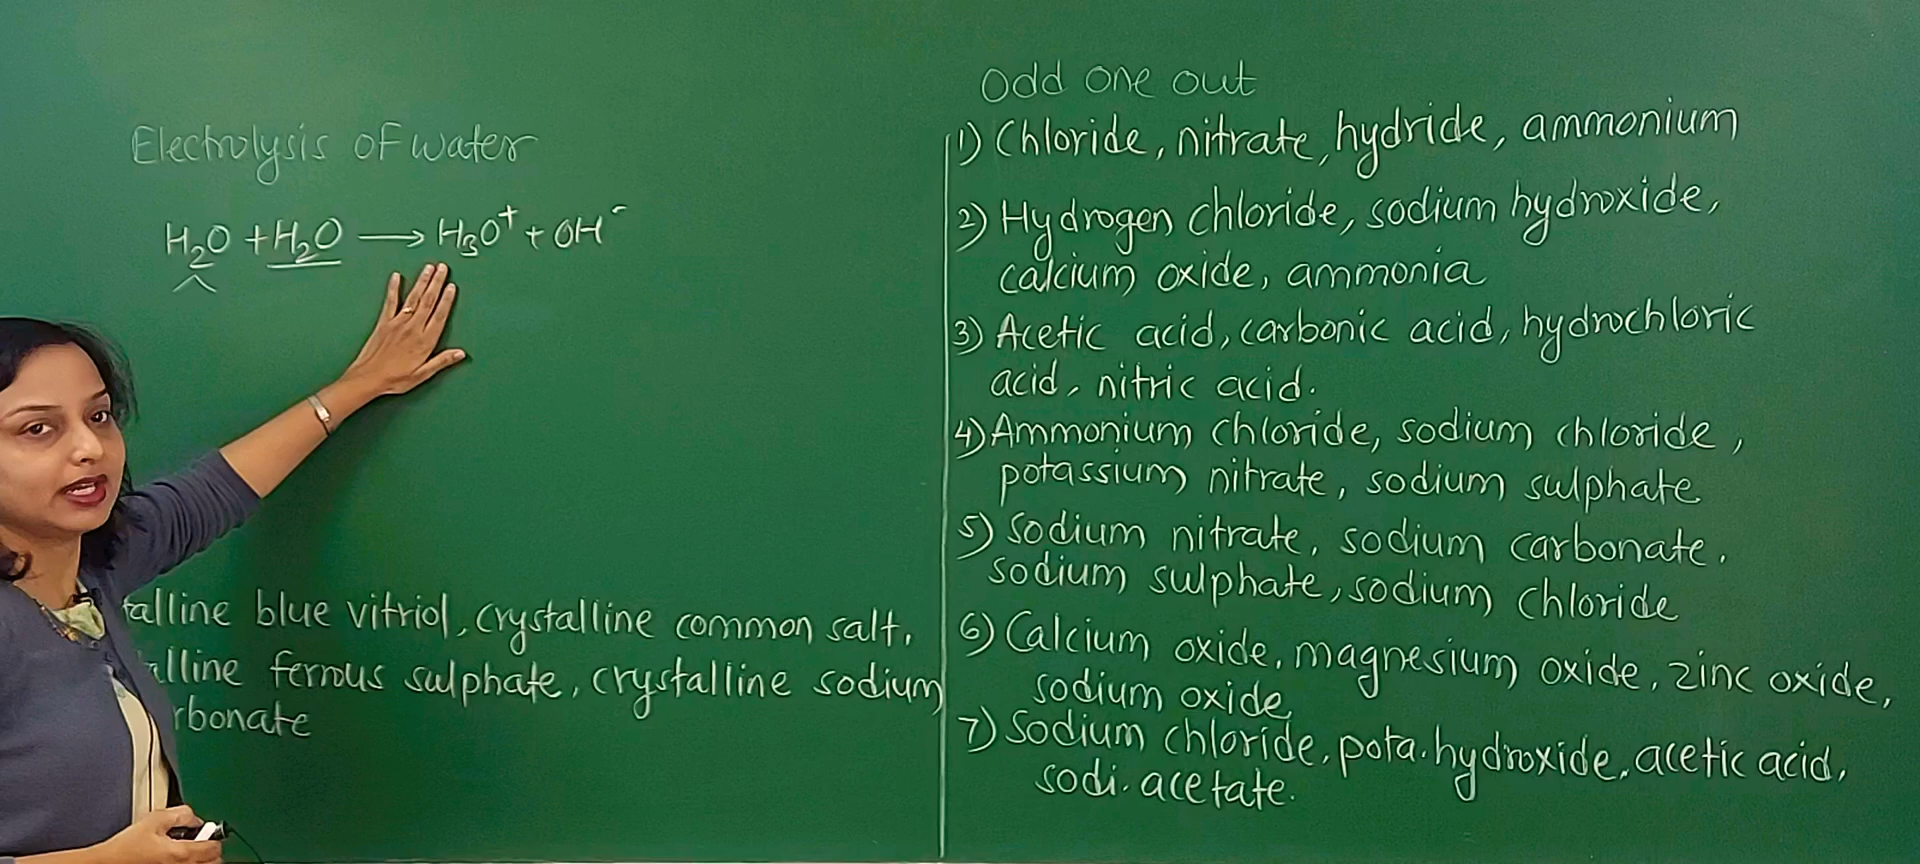 Electrolysis of water
H₂O + H₂O → H₃O⁺ + OH⁻
talline blue vitriol, crystalline common salt,
alline ferrous sulphate, crystalline sodium
rbonate
Odd one out
1) Chloride, nitrate, hydride, ammonium
2) Hydrogen chloride, sodium hydroxide,
calcium oxide, ammonia
3) Acetic acid, carbonic acid, hydrochloric
acid, nitric acid.
4) Ammonium chloride, sodium chloride,
potassium nitrate, sodium sulphate
5) Sodium nitrate, sodium carbonate,
sodium sulphate, sodium chloride
6) Calcium oxide, magnesium oxide, zinc oxide,
sodium oxide
7) Sodium chloride, pota. hydroxide, acetic acid,
sodi. acetate.